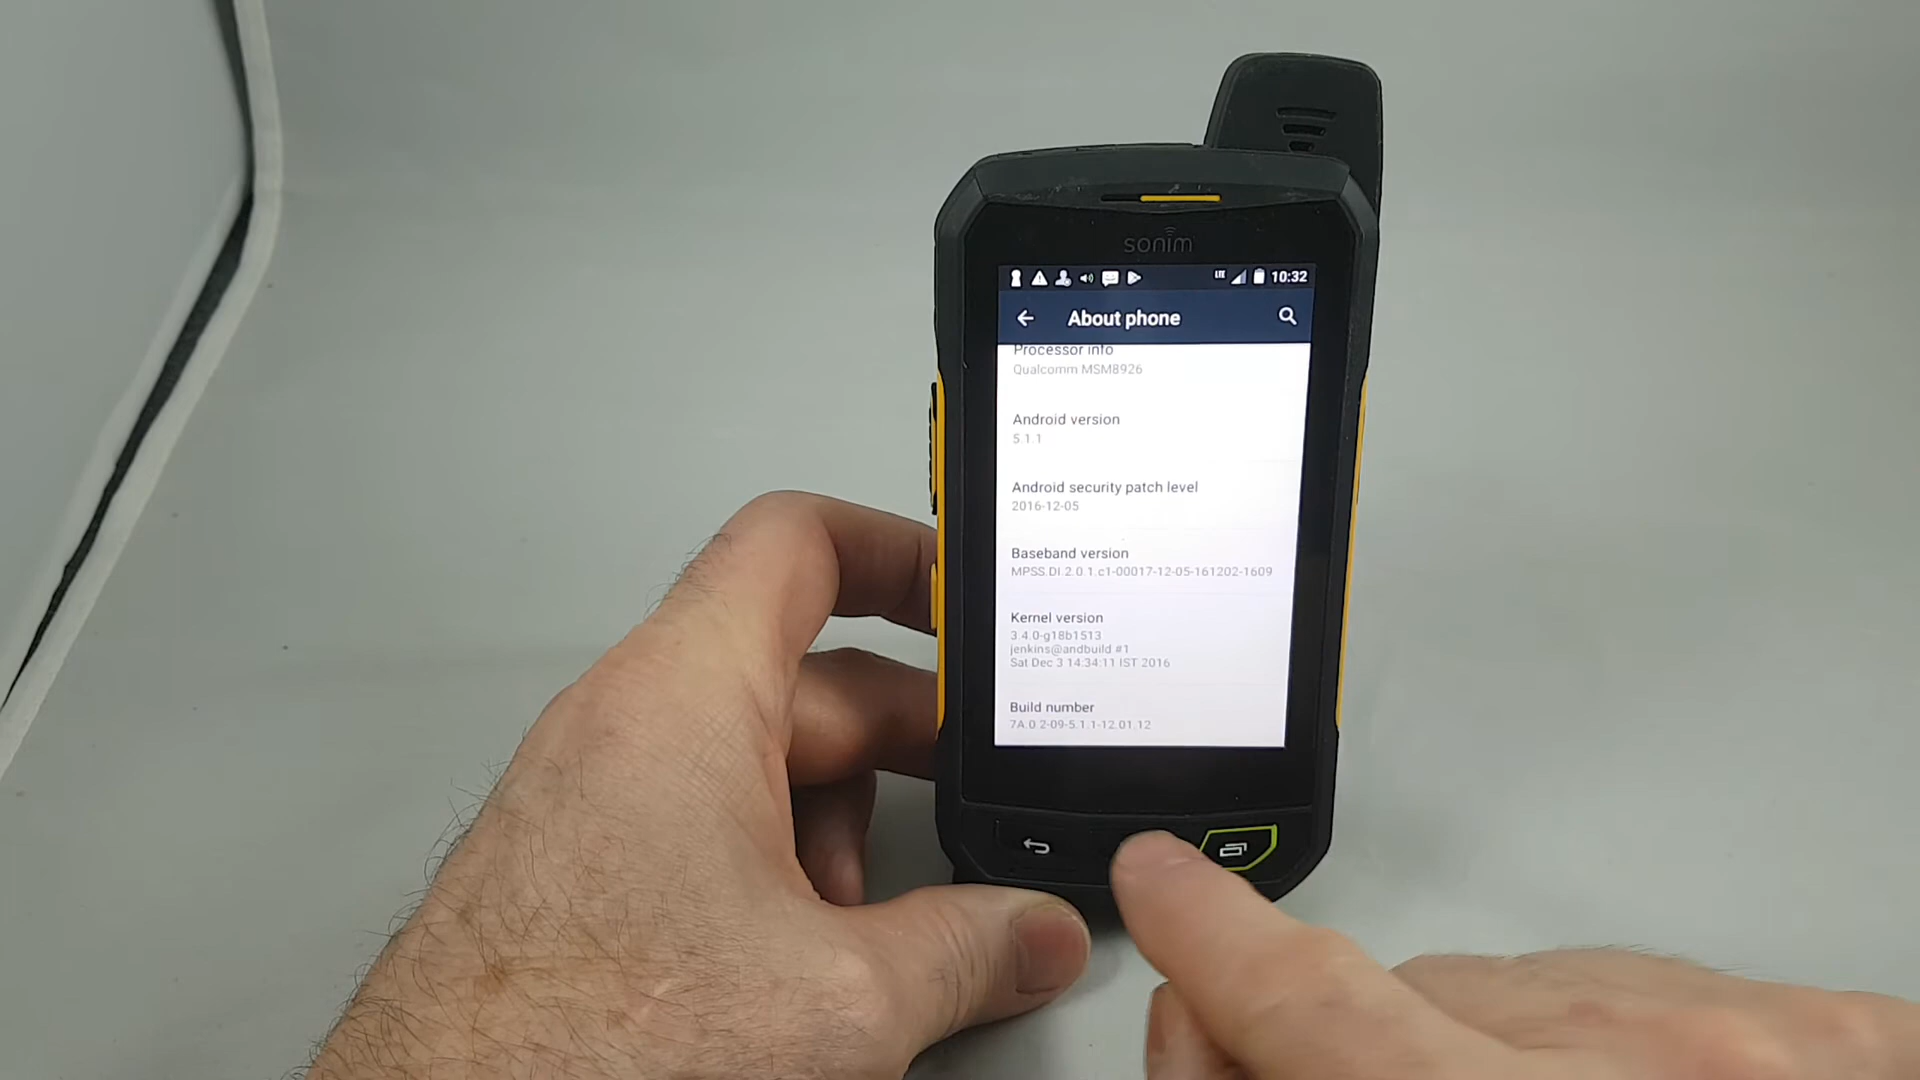 sonim
LTE 10:32
About phone
Processor info
Qualcomm MSM8926
Android version
5.1.1
Android security patch level
2016-12-05
Baseband version
MPSS.DI.2.0.1.c1-00017-12-05-161202-1609
Kernel version
3.4.0-g18b1513
jenkins@andbuild #1
Sat Dec 3 14:34:11 IST 2016
Build number
7A.0.2-09-5.1.1-12.01.12